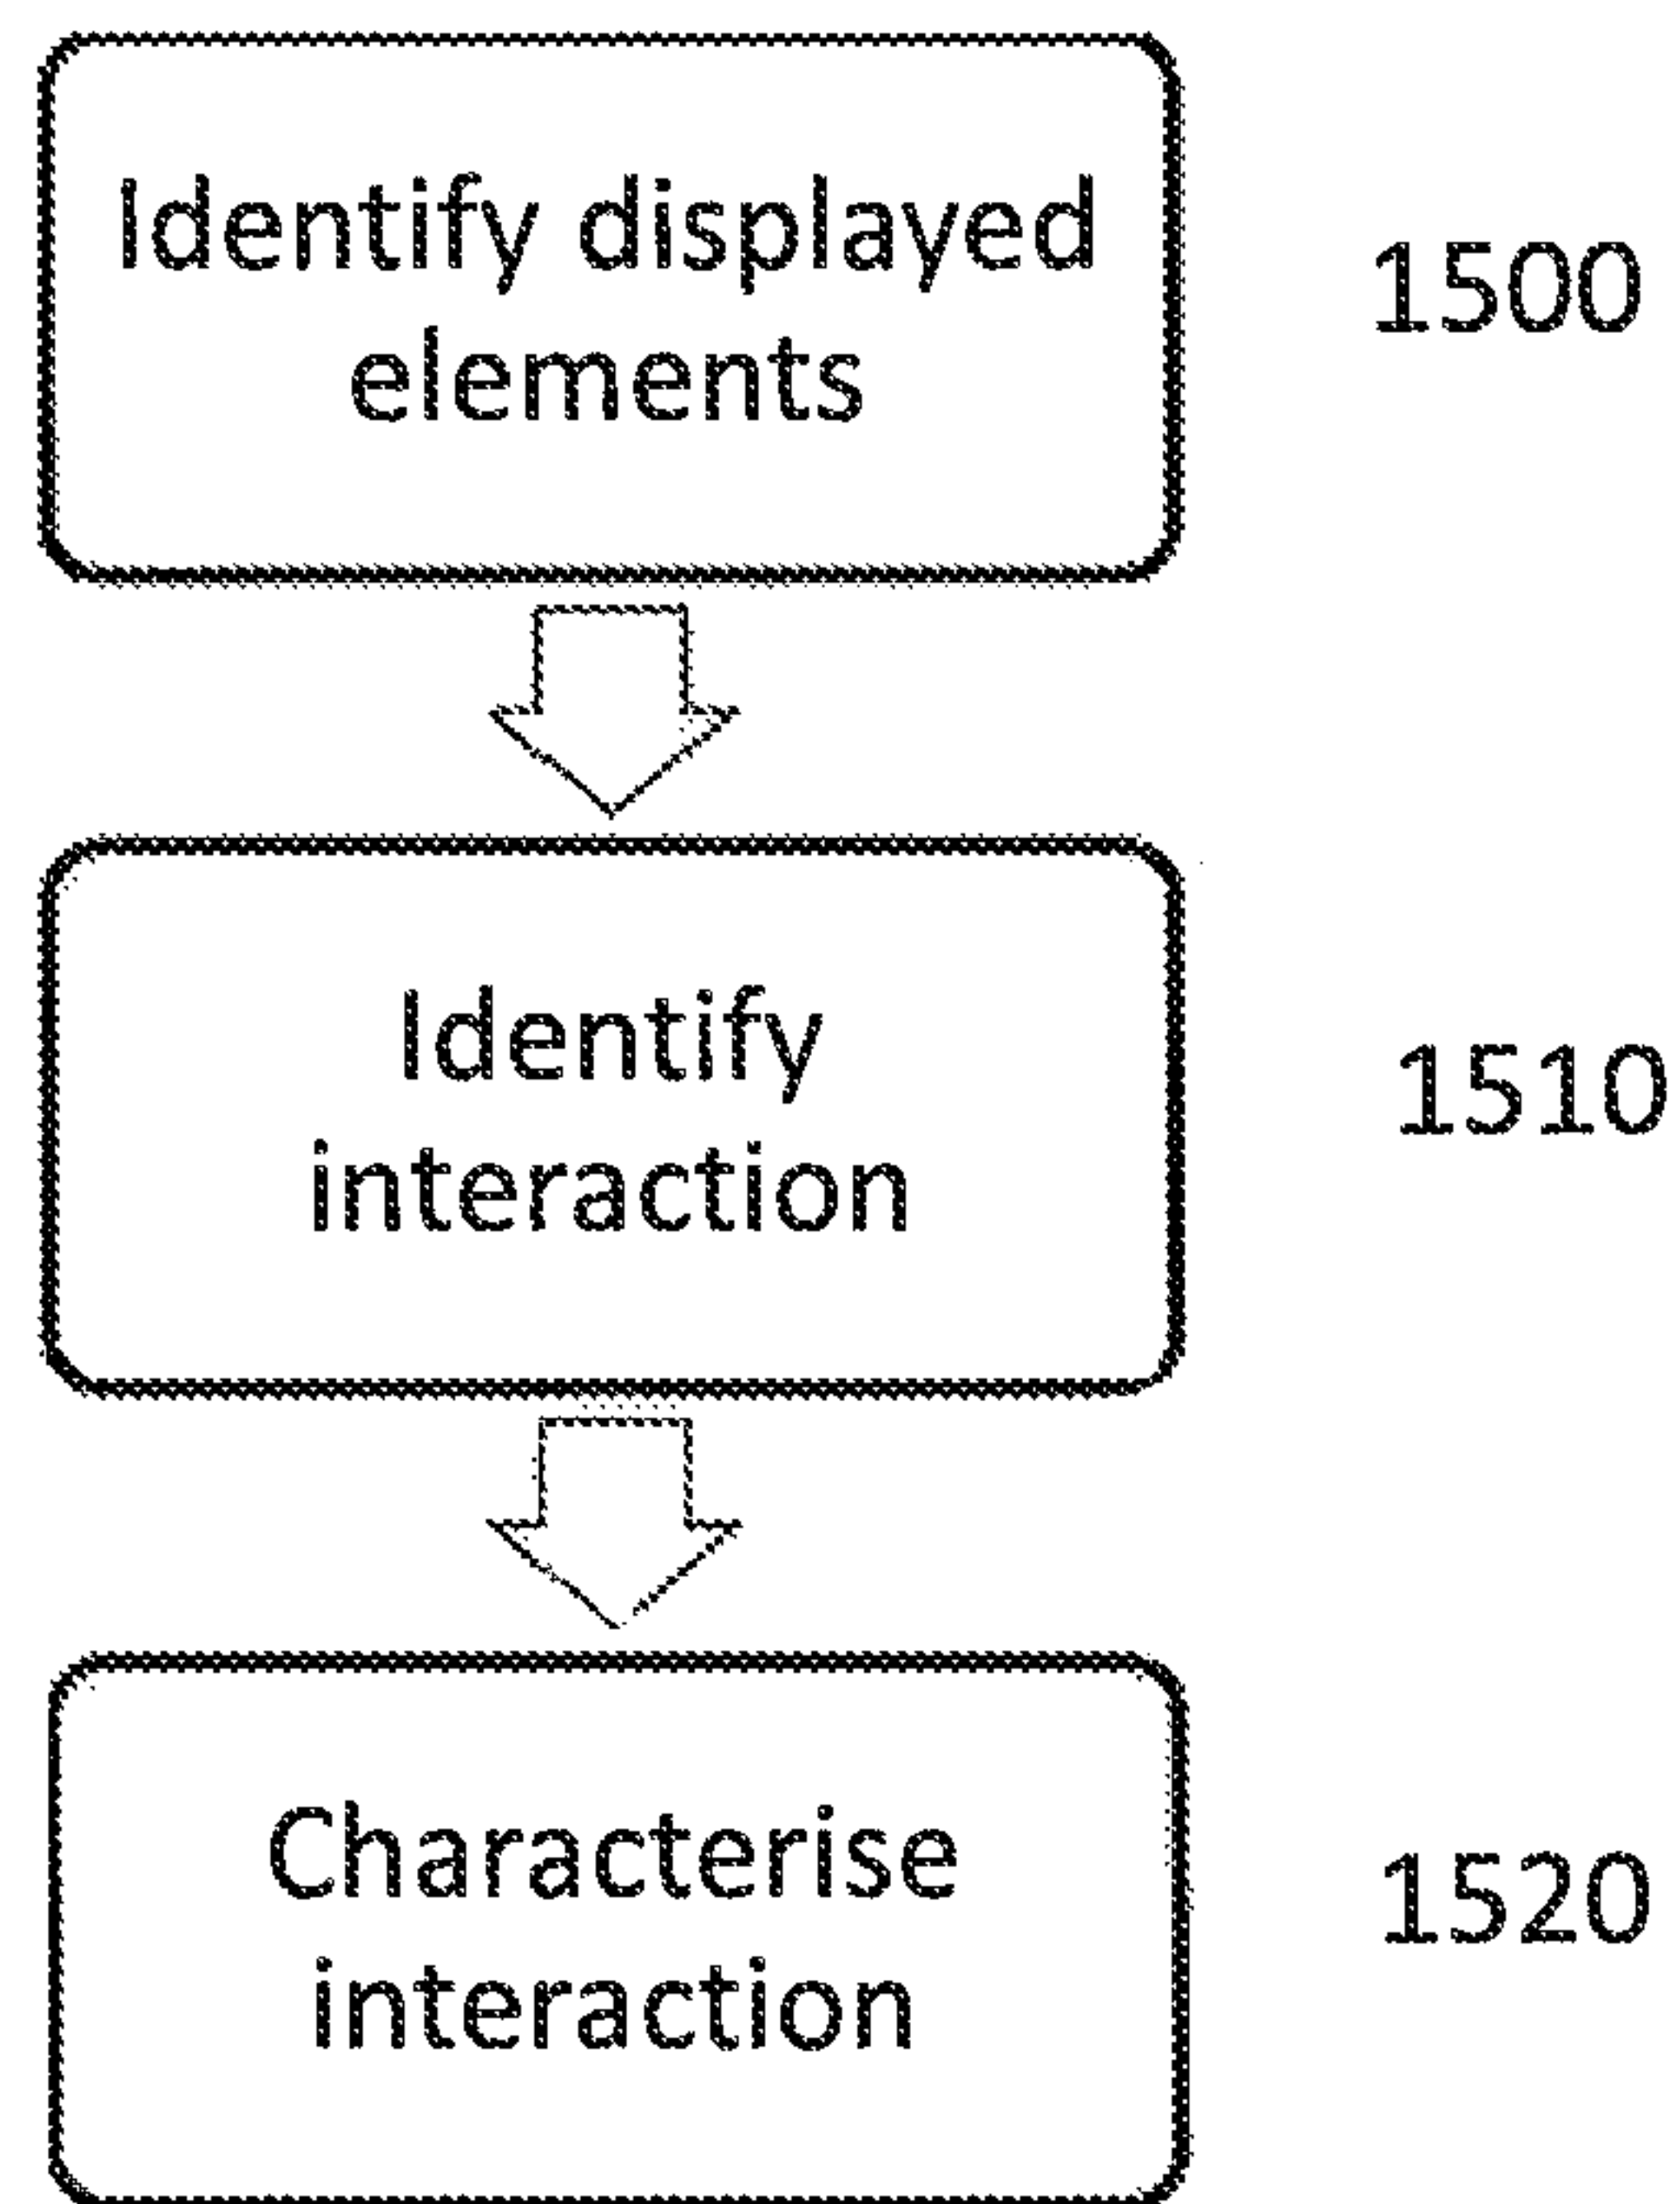 Identify displayed
elements
1500
Identify
interaction
1510
Characterise
interaction
1520